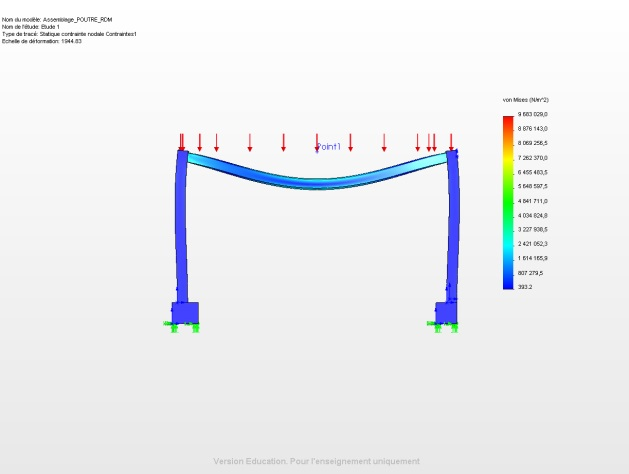 Nom du modèle: Assemblage_POUTRE_RDM
Nom de l'étude: Etude 1
Type de tracé: Statique contrainte nodale Contraintes1
Echelle de déformation: 1944.83
von Mises (N/m^2)
9 683 029,0
8 876 143,0
8 069 256,5
7 262 370,0
6 455 483,5
5 648 597,5
4 841 711,0
4 034 824,8
3 227 938,5
2 421 052,3
1 614 165,9
807 279,5
393.2
Point1
Version Education. Pour l'enseignement uniquement